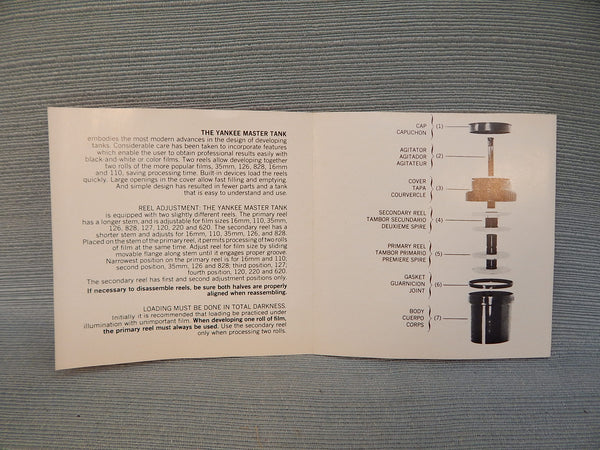 THE YANKEE MASTER TANK
embodies the most modern advances in the design of developing
tanks. Considerable care has been taken to incorporate features
which enable the user to obtain professional results easily with
black-and-white or color films. Two reels allow developing together
two rolls of the more popular films, 35mm, 126, 828, 16mm
and 110, saving processing time. Built-in devices load the reels
quickly. Large openings in the cover allow fast filling and emptying.
And simple design has resulted in fewer parts and a tank
that is easy to understand and use.
REEL ADJUSTMENT: THE YANKEE MASTER TANK
is equipped with two slightly different reels. The primary reel
has a longer stem, and is adjustable for film sizes 16mm, 110, 35mm,
126, 828, 127, 120, 220 and 620. The secondary reel has a
shorter stem and adjusts for 16mm, 110, 35mm, 126, and 828.
Placed on the stem of the primary reel, it permits processing of two rolls
of film at the same time. Adjust reel for film size by sliding
movable flange along stem until it engages proper groove.
Narrowest position on the primary reel is for 16mm and 110;
second position, 35mm, 126 and 828; third position, 127;
fourth position, 120, 220 and 620.
The secondary reel has first and second adjustment positions only.
If necessary to disassemble reels, be sure both halves are properly
aligned when reassembling.
LOADING MUST BE DONE IN TOTAL DARKNESS.
Initially it is recommended that loading be practiced under
illumination with unimportant film. When developing one roll of film,
the primary reel must always be used. Use the secondary reel
only when processing two rolls.
CAP
CAPUCHON
(1)
AGITATOR
AGITADOR
AGITATEUR
(2)
COVER
TAPA
COURVERCLE
(3)
SECONDARY REEL
TAMBOR SECUNDARIO
DEUXIEME SPIRE
(4)
PRIMARY REEL
TAMBOR PRIMARIO
PREMIERE SPIRE
(5)
GASKET
GUARNICION
JOINT
(6)
BODY
CUERPO
CORPS
(7)